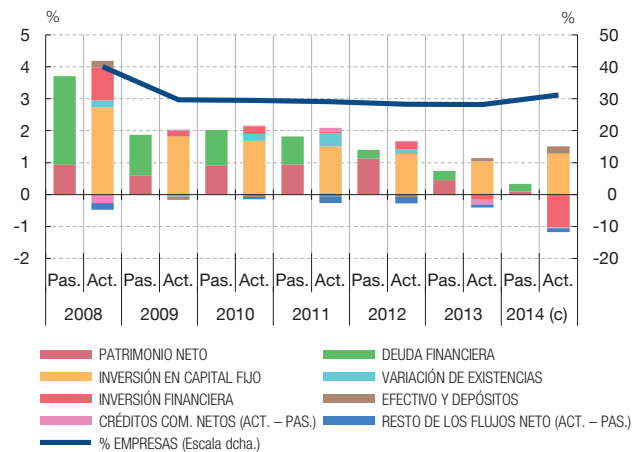 % %
5 50
4 40
3 30
2 20
1 10
0 0
-1 -10
-2 -20
Pas. Act. Pas. Act. Pas. Act. Pas. Act. Pas. Act. Pas. Act. Pas. Act.
2008 2009 2010 2011 2012 2013 2014 (c)
PATRIMONIO NETO DEUDA FINANCIERA
INVERSIÓN EN CAPITAL FIJO VARIACIÓN DE EXISTENCIAS
INVERSIÓN FINANCIERA EFECTIVO Y DEPÓSITOS
CRÉDITOS COM. NETOS (ACT. – PAS.) RESTO DE LOS FLUJOS NETO (ACT. – PAS.)
% EMPRESAS (Escala dcha.)